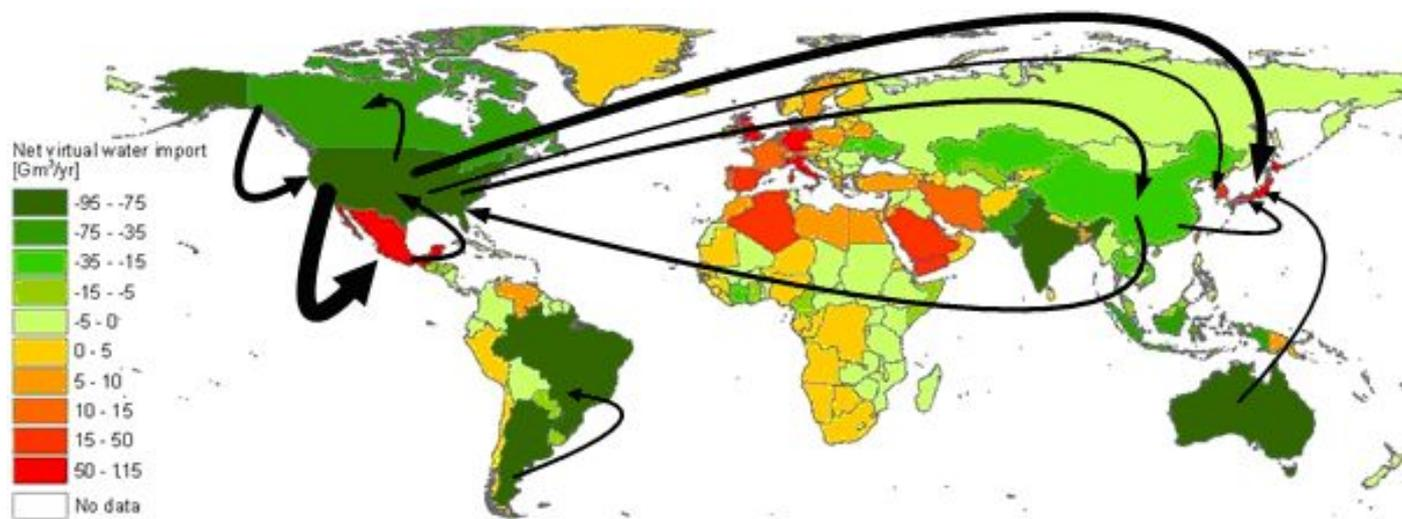 Net virtual water import
[Gm³/yr]
-95 - -75
-75 - -35
-35 - -15
-15 - -5
-5 - 0
0 - 5
5 - 10
10 - 15
15 - 50
50 - 115
No data